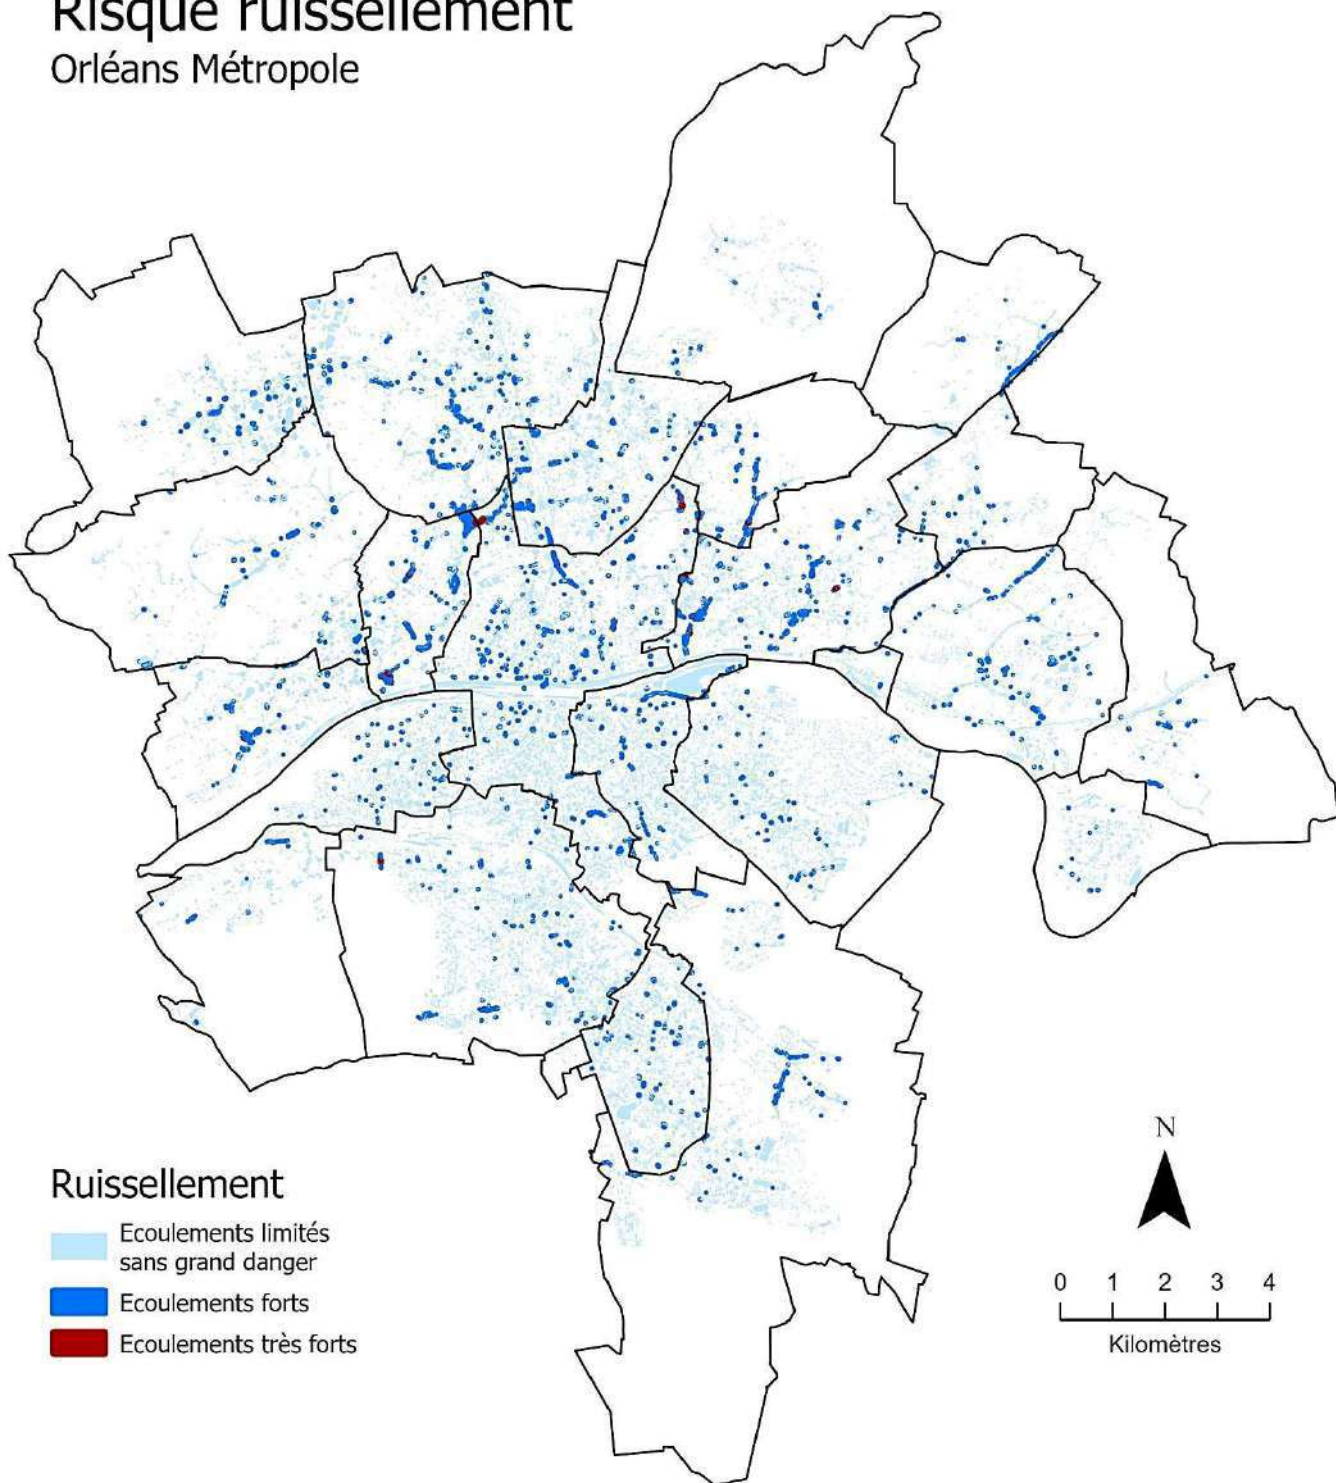 Risque ruissellement
Orléans Métropole
Ruissellement
Ecoulements limités
sans grand danger
Ecoulements forts
Ecoulements très forts
N
0 1 2 3 4
Kilomètres